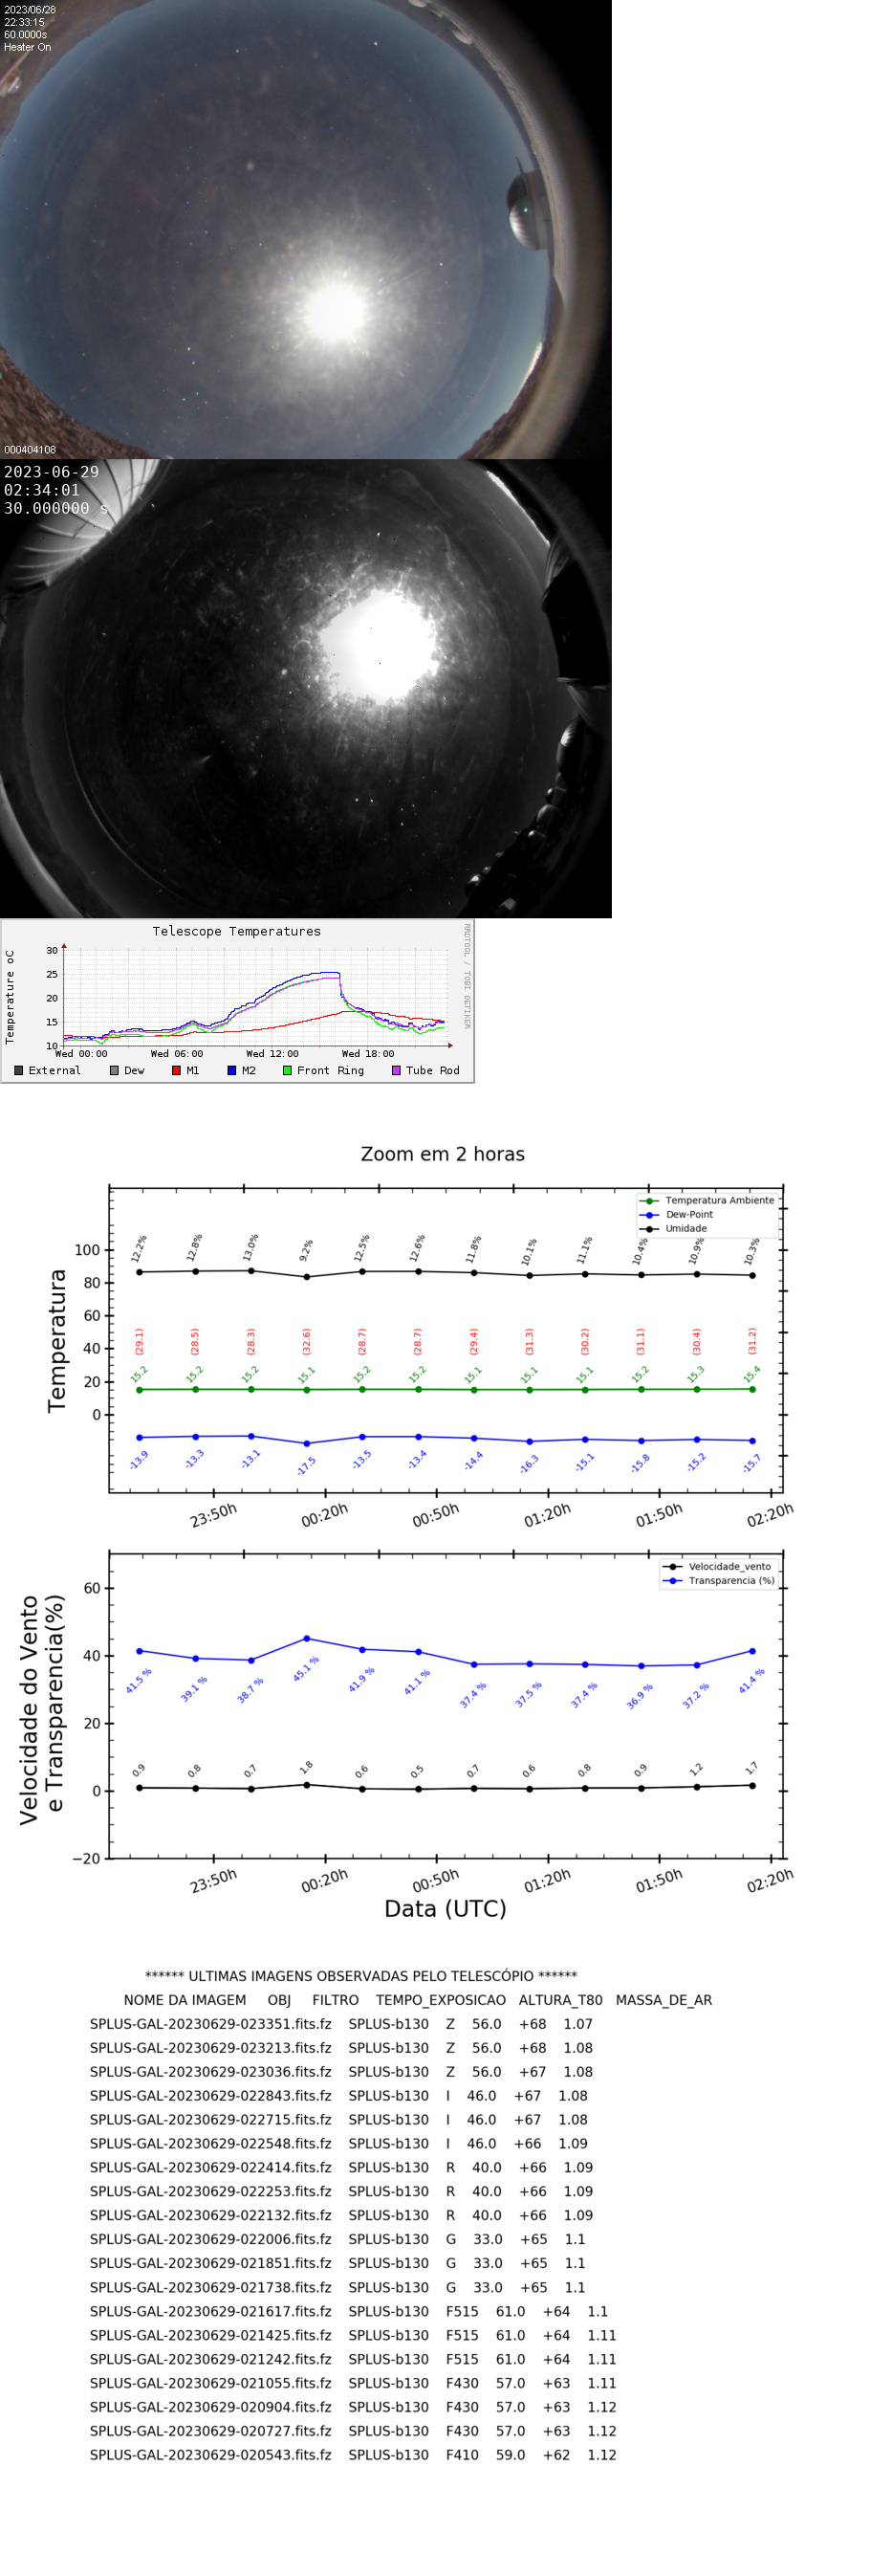 2023/06/28
22:33:15
60.0000s
Heater On
000404108
2023-06-29
02:34:01
30.000000 s
Telescope Temperatures
RRDTOOL / TOBI OETIKER
Temperature oC
30
25
20
15
10
Wed 00:00 Wed 06:00 Wed 12:00 Wed 18:00
External Dew M1 M2 Front Ring Tube Rod
Zoom em 2 horas
Temperatura Ambiente
Dew-Point
Umidade
Temperatura
100
80
60
40
20
0
12.2% 12.8% 13.0% 9.2% 12.5% 12.6% 11.8% 10.1% 11.1% 10.4% 10.9% 10.3%
(29.1) (28.5) (28.3) (32.6) (28.7) (28.7) (29.4) (31.3) (30.2) (31.1) (30.4) (31.2)
15.2 15.2 15.2 15.1 15.2 15.2 15.1 15.1 15.1 15.2 15.3 15.4
-13.9 -13.3 -13.1 -17.5 -13.5 -13.4 -14.4 -16.3 -15.1 -15.8 -15.2 -15.7
23:50h 00:20h 00:50h 01:20h 01:50h 02:20h
Velocidade_vento
Transparencia (%)
Velocidade do Vento
e Transparencia(%)
60
40
20
0
−20
41.5 % 39.1 % 38.7 % 45.1 % 41.9 % 41.1 % 37.4 % 37.5 % 37.4 % 36.9 % 37.2 % 41.4 %
0.9 0.8 0.7 1.8 0.6 0.5 0.7 0.6 0.8 0.9 1.2 1.7
23:50h 00:20h 00:50h 01:20h 01:50h 02:20h
Data (UTC)
****** ULTIMAS IMAGENS OBSERVADAS PELO TELESCÓPIO ******
NOME DA IMAGEM OBJ FILTRO TEMPO_EXPOSICAO ALTURA_T80 MASSA_DE_AR
SPLUS-GAL-20230629-023351.fits.fz SPLUS-b130 Z 56.0 +68 1.07
SPLUS-GAL-20230629-023213.fits.fz SPLUS-b130 Z 56.0 +68 1.08
SPLUS-GAL-20230629-023036.fits.fz SPLUS-b130 Z 56.0 +67 1.08
SPLUS-GAL-20230629-022843.fits.fz SPLUS-b130 I 46.0 +67 1.08
SPLUS-GAL-20230629-022715.fits.fz SPLUS-b130 I 46.0 +67 1.08
SPLUS-GAL-20230629-022548.fits.fz SPLUS-b130 I 46.0 +66 1.09
SPLUS-GAL-20230629-022414.fits.fz SPLUS-b130 R 40.0 +66 1.09
SPLUS-GAL-20230629-022253.fits.fz SPLUS-b130 R 40.0 +66 1.09
SPLUS-GAL-20230629-022132.fits.fz SPLUS-b130 R 40.0 +66 1.09
SPLUS-GAL-20230629-022006.fits.fz SPLUS-b130 G 33.0 +65 1.1
SPLUS-GAL-20230629-021851.fits.fz SPLUS-b130 G 33.0 +65 1.1
SPLUS-GAL-20230629-021738.fits.fz SPLUS-b130 G 33.0 +65 1.1
SPLUS-GAL-20230629-021617.fits.fz SPLUS-b130 F515 61.0 +64 1.1
SPLUS-GAL-20230629-021425.fits.fz SPLUS-b130 F515 61.0 +64 1.11
SPLUS-GAL-20230629-021242.fits.fz SPLUS-b130 F515 61.0 +64 1.11
SPLUS-GAL-20230629-021055.fits.fz SPLUS-b130 F430 57.0 +63 1.11
SPLUS-GAL-20230629-020904.fits.fz SPLUS-b130 F430 57.0 +63 1.12
SPLUS-GAL-20230629-020727.fits.fz SPLUS-b130 F430 57.0 +63 1.12
SPLUS-GAL-20230629-020543.fits.fz SPLUS-b130 F410 59.0 +62 1.12